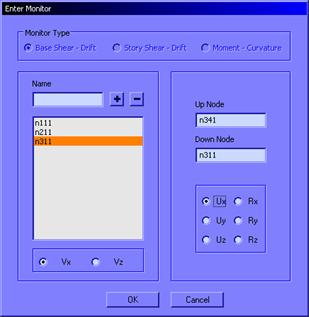 Enter Monitor
Monitor Type
Base Shear - Drift
Story Shear - Drift
Moment - Curvature
Name
n111
n211
n311
Vx
Vz
Up Node
n341
Down Node
n311
Ux
Rx
Uy
Ry
Uz
Rz
OK
Cancel